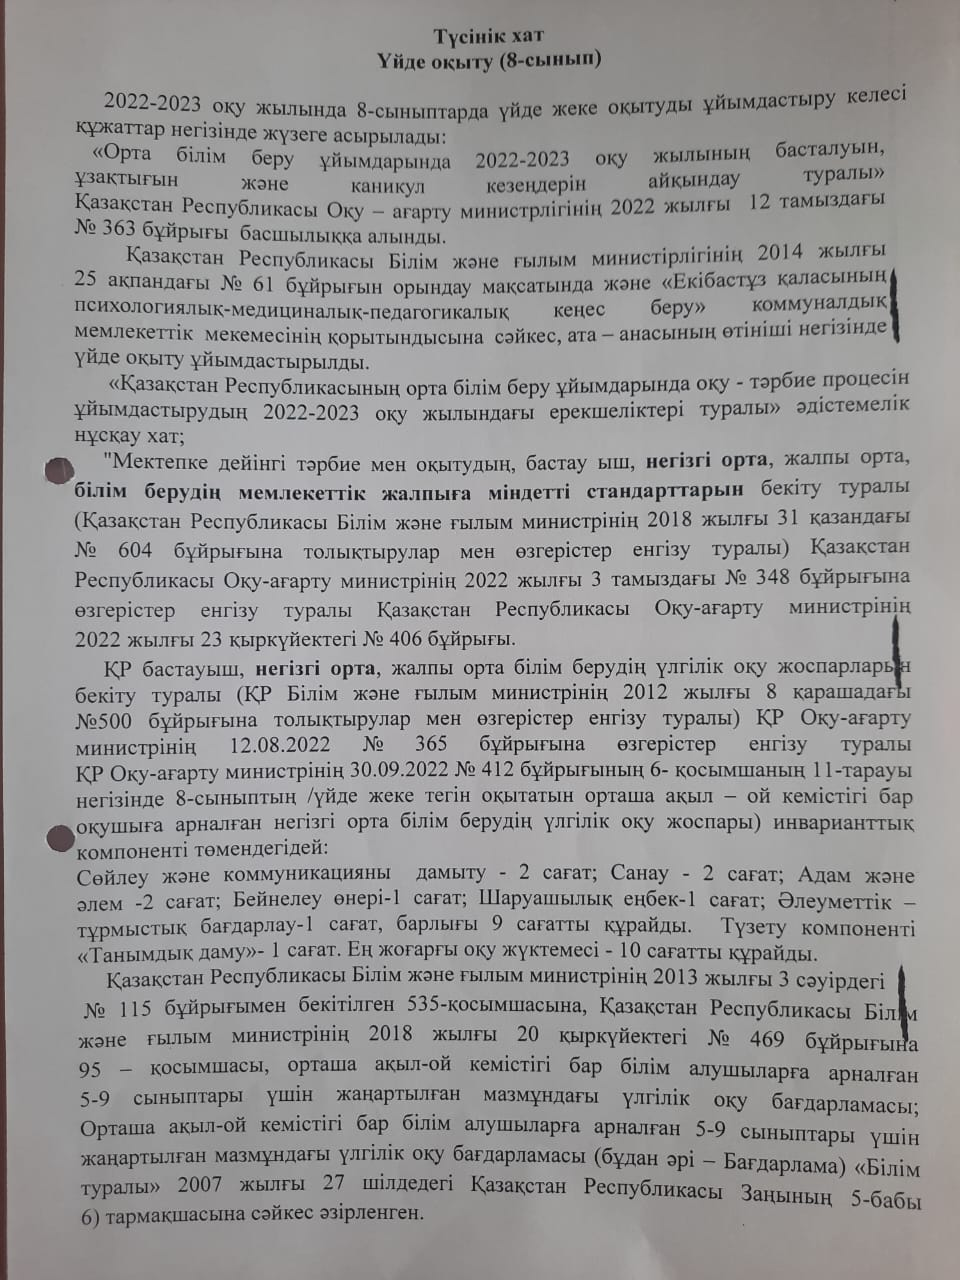 Түсінік хат
Үйде оқыту (8-сынып)
2022-2023 оқу жылында 8-сыныптарда үйде жеке оқытуды ұйымдастыру келесі
құжаттар негізінде жүзеге асырылады:
«Орта білім беру ұйымдарында 2022-2023 оқу жылының басталуын,
ұзақтығын және каникул кезеңдерін айқындау туралы»
Қазақстан Республикасы Оқу – ағарту министрлігінің 2022 жылғы 12 тамыздағы
№ 363 бұйрығы басшылыққа алынды.
Қазақстан Республикасы Білім және ғылым министірлігінің 2014 жылғы
25 ақпандағы № 61 бұйрығын орындау мақсатында және «Екібастұз қаласының
психологиялық-медициналық-педагогикалық кеңес беру» коммуналдық
мемлекеттік мекемесінің қорытындысына сәйкес, ата – анасының өтініші негізінде
үйде оқыту ұйымдастырылды.
«Қазақстан Республикасының орта білім беру ұйымдарында оқу - тәрбие процесін
ұйымдастырудың 2022-2023 оқу жылындағы ерекшеліктері туралы» әдістемелік
нұсқау хат;
"Мектепке дейінгі тәрбие мен оқытудың, бастау ыш, негізгі орта, жалпы орта,
білім берудің мемлекеттік жалпыға міндетті стандарттарын бекіту туралы
(Қазақстан Республикасы Білім және ғылым министрінің 2018 жылғы 31 қазандағы
№ 604 бұйрығына толықтырулар мен өзгерістер енгізу туралы) Қазақстан
Республикасы Оқу-ағарту министрінің 2022 жылғы 3 тамыздағы № 348 бұйрығына
өзгерістер енгізу туралы Қазақстан Республикасы Оқу-ағарту министрінің
2022 жылғы 23 қыркүйектегі № 406 бұйрығы.
ҚР бастауыш, негізгі орта, жалпы орта білім берудің үлгілік оқу жоспарларын
бекіту туралы (ҚР Білім және ғылым министрінің 2012 жылғы 8 қарашадағы
№500 бұйрығына толықтырулар мен өзгерістер енгізу туралы) ҚР Оқу-ағарту
министрінің 12.08.2022 № 365 бұйрығына өзгерістер енгізу туралы
ҚР Оқу-ағарту министрінің 30.09.2022 № 412 бұйрығының 6- қосымшаның 11-тарауы
негізінде 8-сыныптың /үйде жеке тегін оқытатын орташа ақыл – ой кемістігі бар
оқушыға арналған негізгі орта білім берудің үлгілік оқу жоспары) инварианттық
компоненті төмендегідей:
Сөйлеу және коммуникацияны дамыту - 2 сағат; Санау - 2 сағат; Адам және
әлем -2 сағат; Бейнелеу өнері-1 сағат; Шаруашылық еңбек-1 сағат; Әлеуметтік –
тұрмыстық бағдарлау-1 сағат, барлығы 9 сағатты құрайды. Түзету компоненті
«Танымдық даму»- 1 сағат. Ең жоғарғы оқу жүктемесі - 10 сағатты құрайды.
Қазақстан Республикасы Білім және ғылым министрінің 2013 жылғы 3 сәуірдегі
№ 115 бұйрығымен бекітілген 535-қосымшасына, Қазақстан Республикасы Білім
және ғылым министрінің 2018 жылғы 20 қыркүйектегі № 469 бұйрығына
95 – қосымшасы, орташа ақыл-ой кемістігі бар білім алушыларға арналған
5-9 сыныптары үшін жаңартылған мазмұндағы үлгілік оқу бағдарламасы;
Орташа ақыл-ой кемістігі бар білім алушыларға арналған 5-9 сыныптары үшін
жаңартылған мазмұндағы үлгілік оқу бағдарламасы (бұдан әрі – Бағдарлама) «Білім
туралы» 2007 жылғы 27 шілдедегі Қазақстан Республикасы Заңының 5-бабы
6) тармақшасына сәйкес әзірленген.